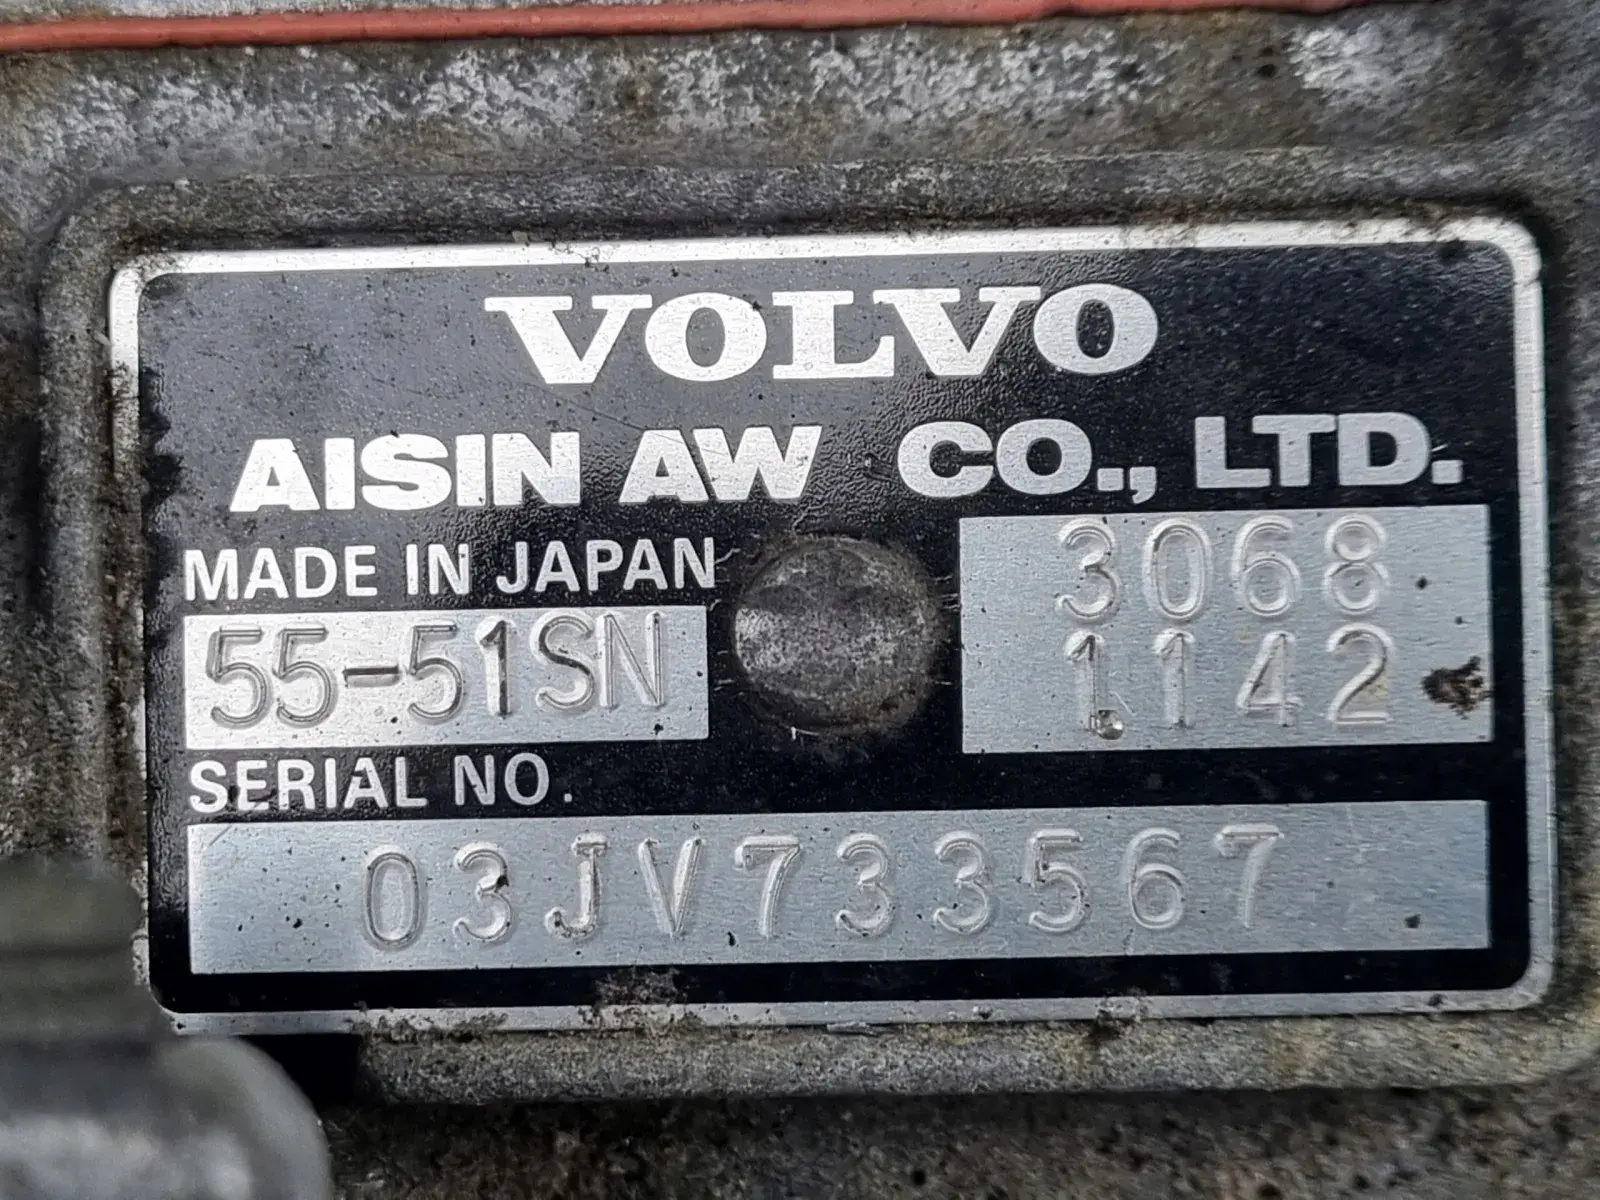 VOLVO
AISIN AW CO., LTD.
MADE IN JAPAN
55-51SN
3068
1142
SERIAL NO.
03JV733567